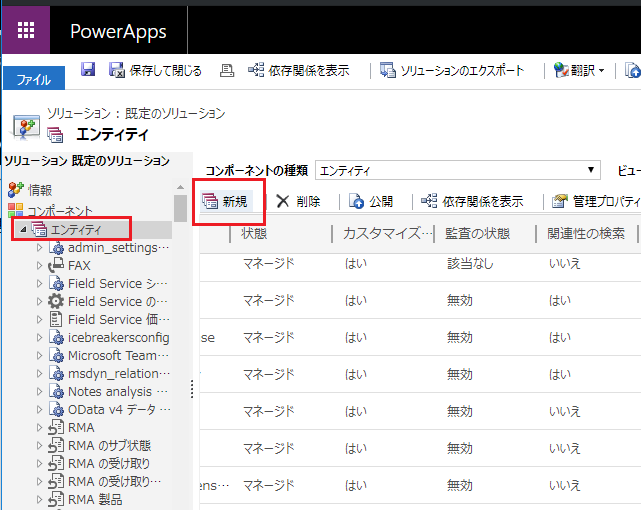 PowerApps
ファイル
保存して閉じる
依存関係を表示
ソリューションのエクスポート
翻訳
ソリューション : 既定のソリューション
エンティティ
ソリューション 既定のソリューション
コンポーネントの種類
エンティティ
ビュー
情報
コンポーネント
エンティティ
admin_settings…
FAX
Field Service シ…
Field Service の…
Field Service 価…
icebreakersconfig
Microsoft Team…
msdyn_relation…
Notes analysis …
OData v4 データ …
RMA
RMA のサブ状態
RMA の受け取り
RMA の受け取り…
RMA 製品
新規
削除
公開
依存関係を表示
管理プロパティ
状態 カスタマイズ… 監査の状態 関連性の検索
マネージド はい 該当なし いいえ
マネージド はい 無効 はい
se マネージド はい 無効 いいえ
マネージド はい 無効 はい
マネージド はい 無効 いいえ
マネージド はい 無効 いいえ
ens… マネージド はい 無効 いいえ